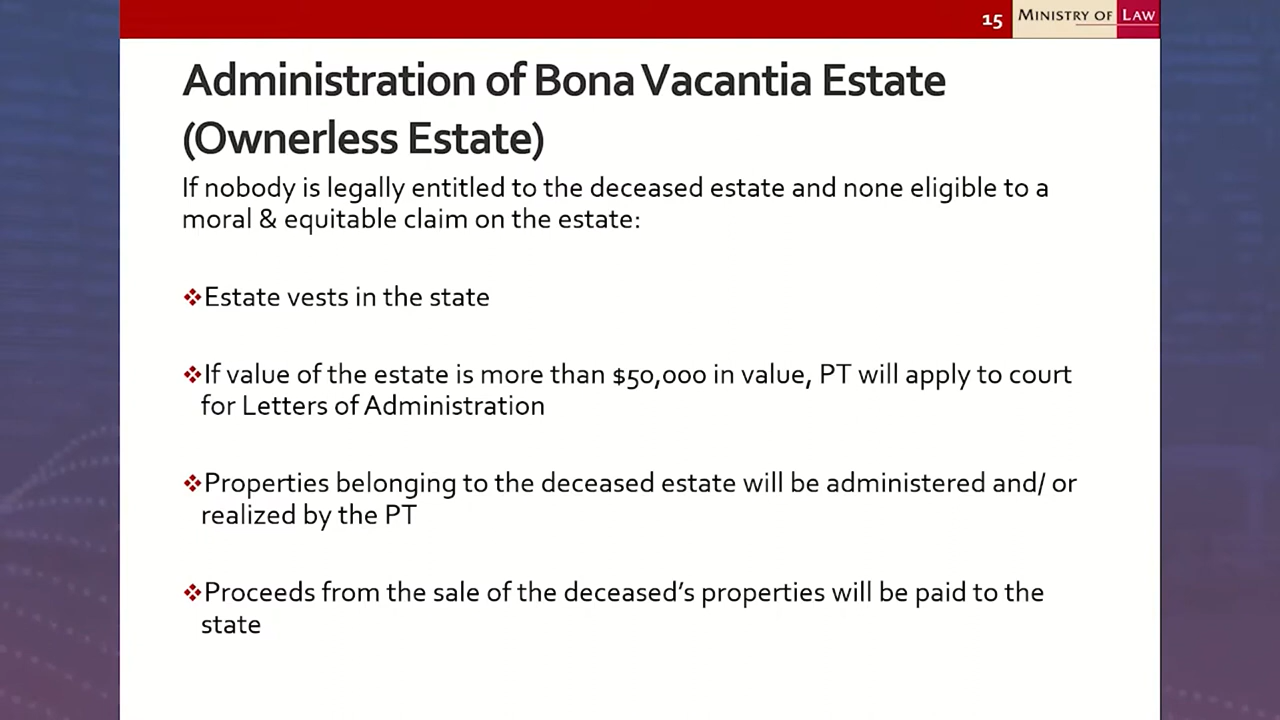 15
MINISTRY OF LAW
Administration of Bona Vacantia Estate
(Ownerless Estate)
If nobody is legally entitled to the deceased estate and none eligible to a
moral & equitable claim on the estate:
❖Estate vests in the state
❖If value of the estate is more than $50,000 in value, PT will apply to court
for Letters of Administration
❖Properties belonging to the deceased estate will be administered and/ or
realized by the PT
❖Proceeds from the sale of the deceased’s properties will be paid to the
state